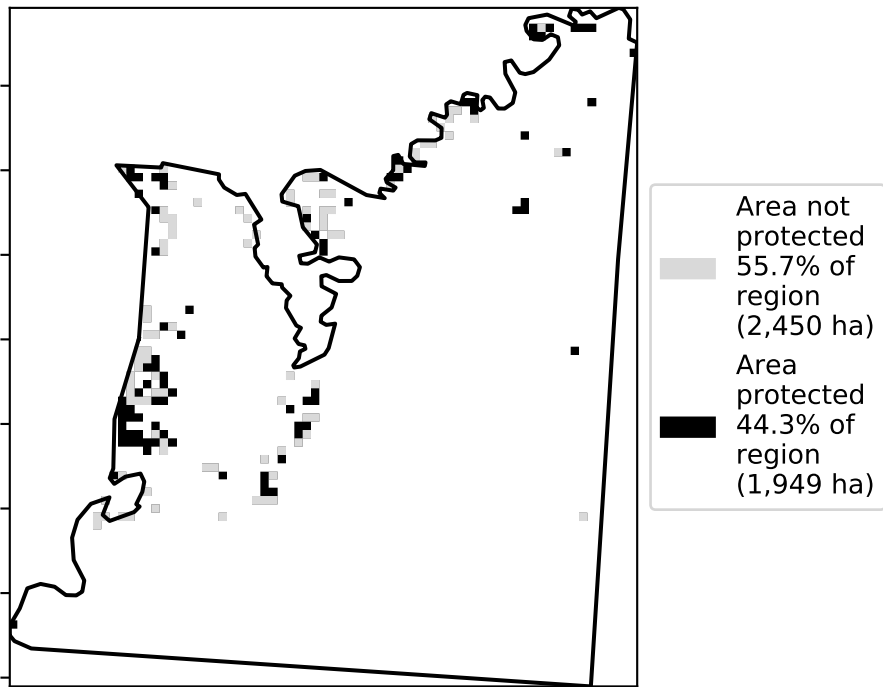 Area not
protected
55.7% of
region
(2,450 ha)
Area
protected
44.3% of
region
(1,949 ha)